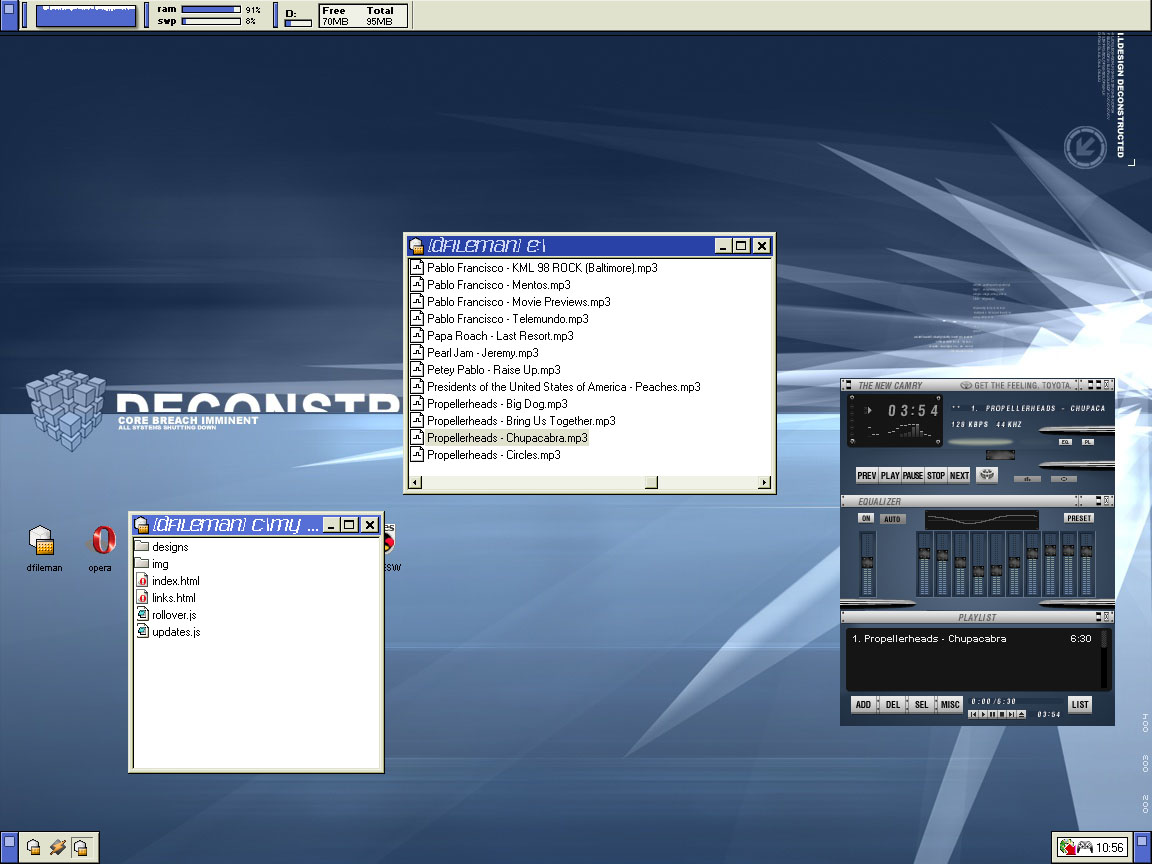 ram 91%
swp 8%
D:
Free Total
70MB 95MB
LLDESIGN DECONSTRUCTED
[dfileman] e:\
Pablo Francisco - KML 98 ROCK (Baltimore).mp3
Pablo Francisco - Mentos.mp3
Pablo Francisco - Movie Previews.mp3
Pablo Francisco - Telemundo.mp3
Papa Roach - Last Resort.mp3
Pearl Jam - Jeremy.mp3
Petey Pablo - Raise Up.mp3
Presidents of the United States of America - Peaches.mp3
Propellerheads - Big Dog.mp3
Propellerheads - Bring Us Together.mp3
Propellerheads - Chupacabra.mp3
Propellerheads - Circles.mp3
DECONSTR
CORE BREACH IMMINENT
ALL SYSTEMS SHUTTING DOWN
THE NEW CAMRY GET THE FEELING. TOYOTA.
03:54
** 1. PROPELLERHEADS - CHUPACA
128 KBPS 44 KHZ
EQ PL
PREV PLAY PAUSE STOP NEXT
EQUALIZER
ON AUTO PRESET
PLAYLIST
1. Propellerheads - Chupacabra 6:30
ADD DEL SEL MISC 0:00/6:30 LIST
03:54
dfileman
opera
[dfileman] c:\my ...
designs
img
index.html
links.html
rollover.js
updates.js
es
SW
004
003
002
10:56